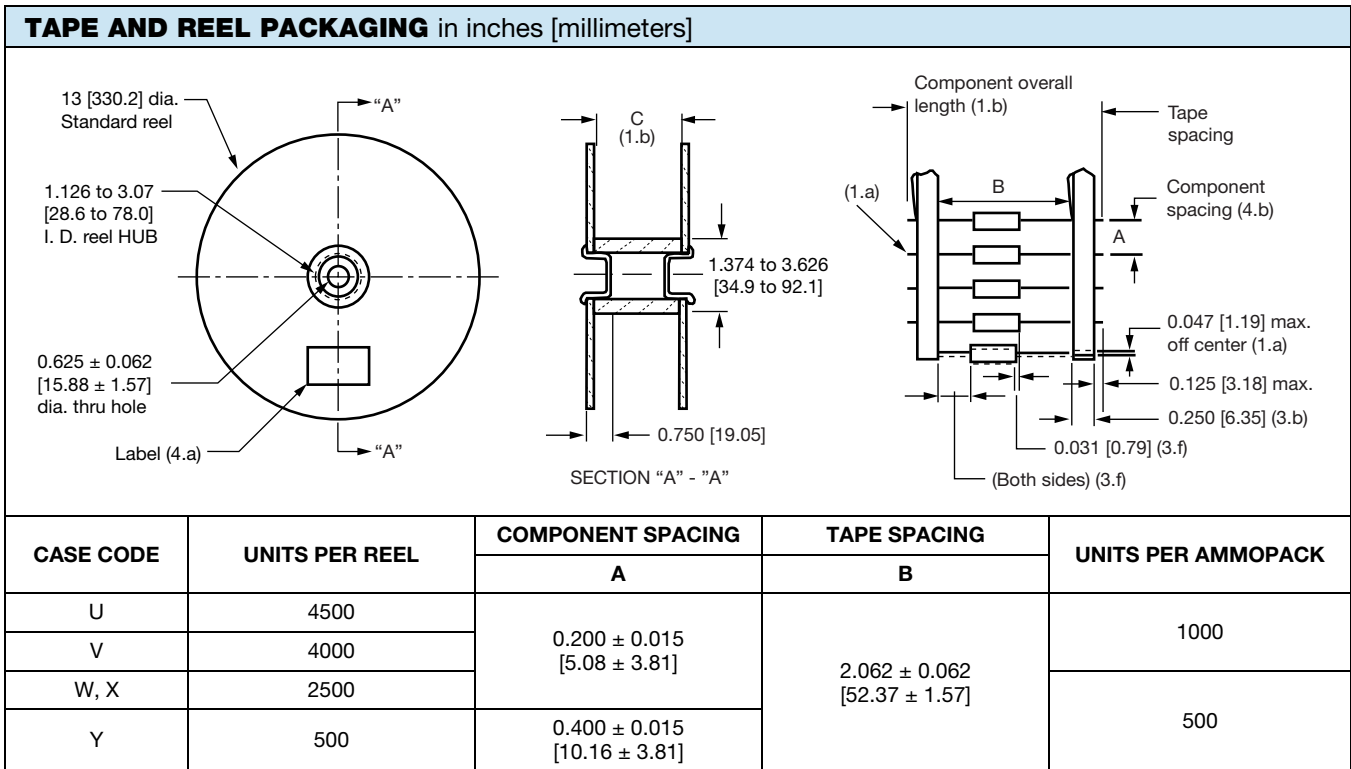 TAPE AND REEL PACKAGING in inches [millimeters]
13 [330.2] dia.
Standard reel
"A"
1.126 to 3.07
[28.6 to 78.0]
I. D. reel HUB
0.625 ± 0.062
[15.88 ± 1.57]
dia. thru hole
Label (4.a)
"A"
C
(1.b)
1.374 to 3.626
[34.9 to 92.1]
0.750 [19.05]
SECTION "A" - "A"
Component overall
length (1.b)
Tape
spacing
(1.a)
B
Component
spacing (4.b)
A
0.047 [1.19] max.
off center (1.a)
0.125 [3.18] max.
0.250 [6.35] (3.b)
0.031 [0.79] (3.f)
(Both sides) (3.f)
CASE CODE
UNITS PER REEL
COMPONENT SPACING
TAPE SPACING
UNITS PER AMMOPACK
A
B
U
4500
0.200 ± 0.015
[5.08 ± 3.81]
2.062 ± 0.062
[52.37 ± 1.57]
1000
V
4000
W, X
2500
500
Y
500
0.400 ± 0.015
[10.16 ± 3.81]